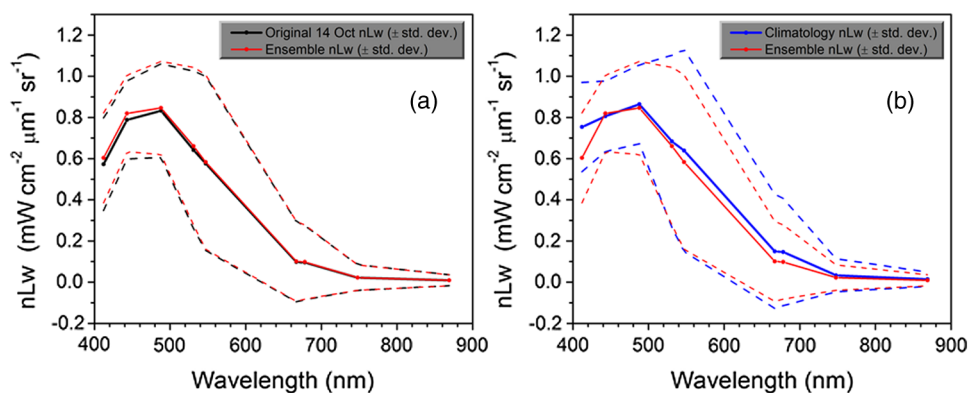 Original 14 Oct nLw (± std. dev.)
Ensemble nLw (± std. dev.)
(a)
nLw (mW cm⁻² μm⁻¹ sr⁻¹)
1.2
1.0
0.8
0.6
0.4
0.2
0.0
-0.2
400 500 600 700 800 900
Wavelength (nm)
Climatology nLw (± std. dev.)
Ensemble nLw (± std. dev.)
(b)
nLw (mW cm⁻² μm⁻¹ sr⁻¹)
1.2
1.0
0.8
0.6
0.4
0.2
0.0
-0.2
400 500 600 700 800 900
Wavelength (nm)